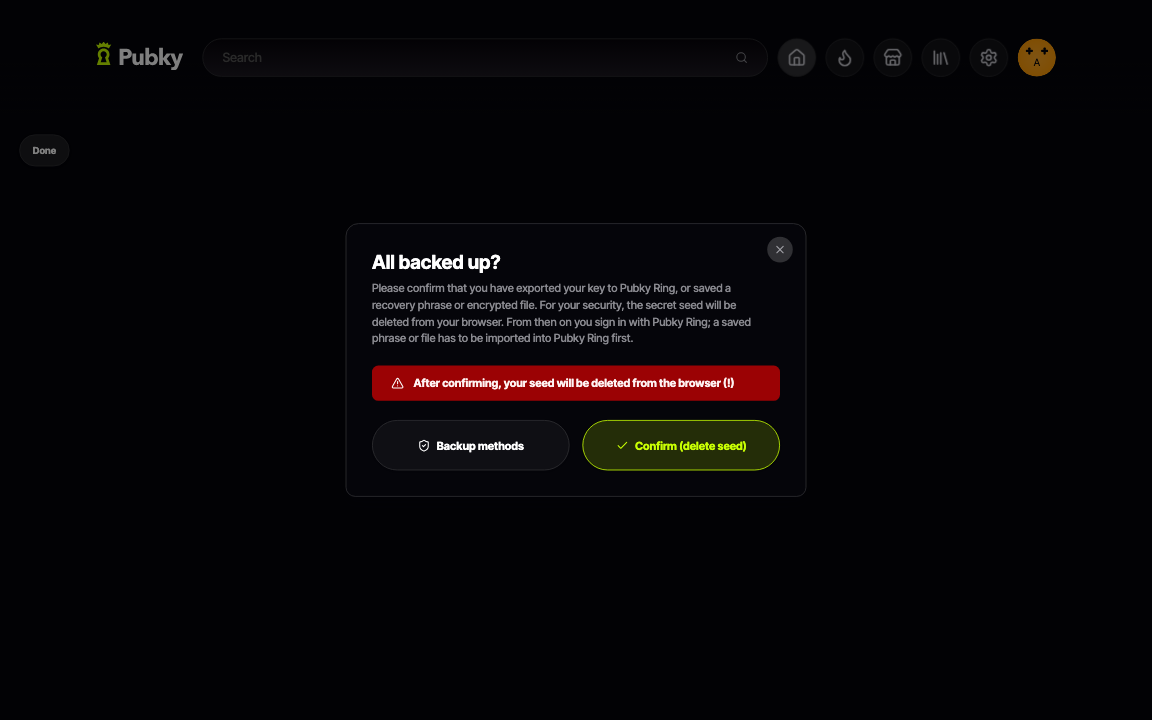 Pubky
Search
A
Done
All backed up?
Please confirm that you have exported your key to Pubky Ring, or saved a
recovery phrase or encrypted file. For your security, the secret seed will be
deleted from your browser. From then on you sign in with Pubky Ring; a saved
phrase or file has to be imported into Pubky Ring first.
After confirming, your seed will be deleted from the browser (!)
Backup methods
Confirm (delete seed)